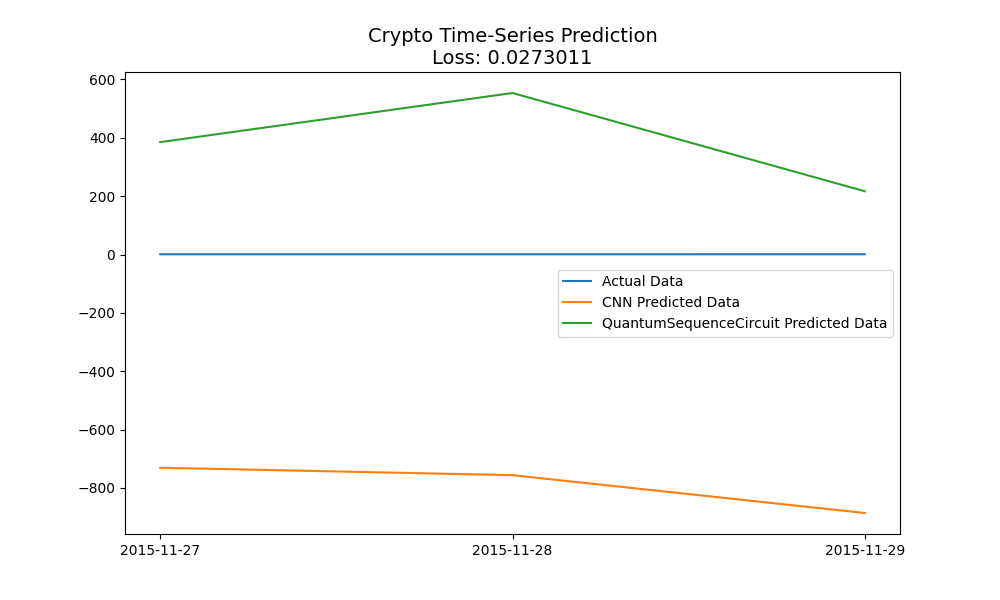 Crypto Time-Series Prediction
Loss: 0.0273011
600
400
200
0
−200
−400
−600
−800
Actual Data
CNN Predicted Data
QuantumSequenceCircuit Predicted Data
2015-11-27
2015-11-28
2015-11-29